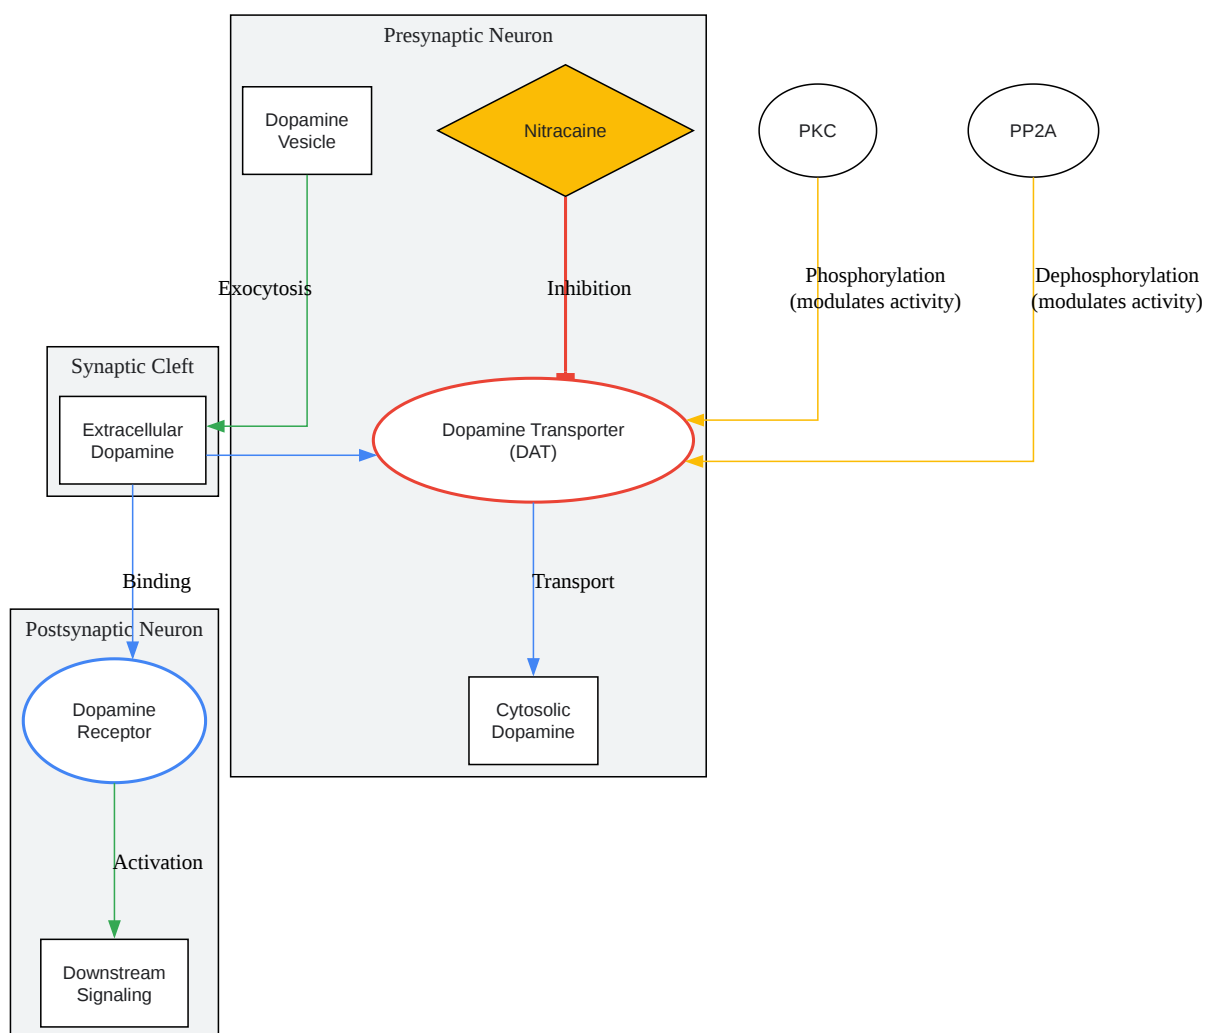 Presynaptic Neuron
Dopamine
Vesicle
Nitracaine
PKC
PP2A
Exocytosis
Inhibition
Phosphorylation
(modulates activity)
Dephosphorylation
(modulates activity)
Synaptic Cleft
Extracellular
Dopamine
Dopamine Transporter
(DAT)
Binding
Transport
Postsynaptic Neuron
Dopamine
Receptor
Cytosolic
Dopamine
Activation
Downstream
Signaling